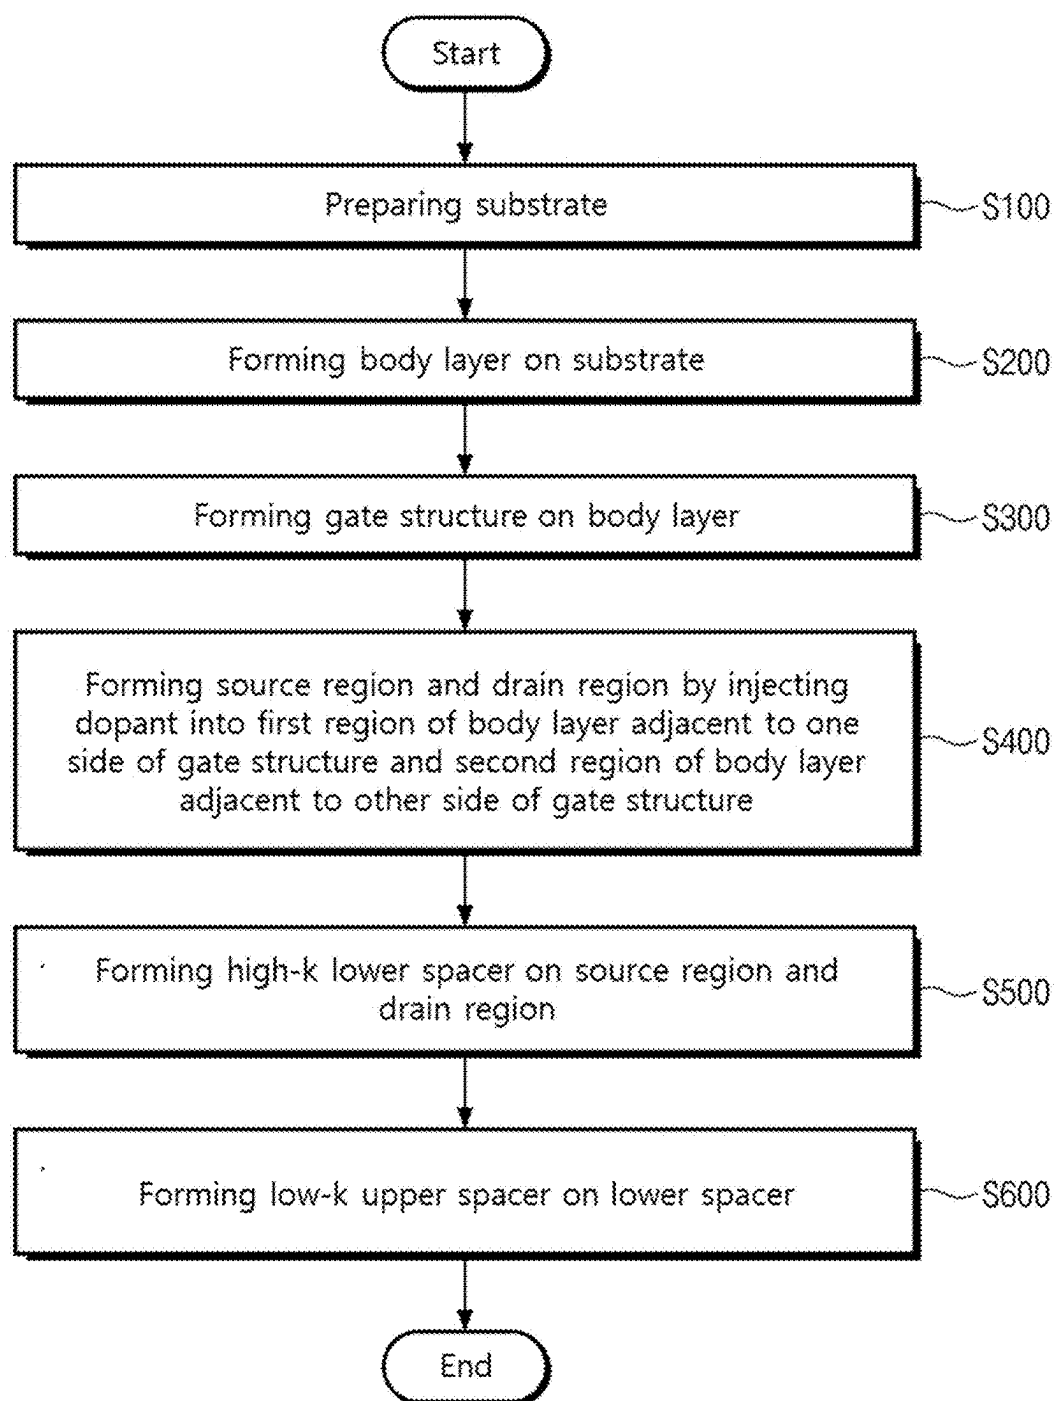 Start
Preparing substrate
S100
Forming body layer on substrate
S200
Forming gate structure on body layer
S300
Forming source region and drain region by injecting
dopant into first region of body layer adjacent to one
side of gate structure and second region of body layer
adjacent to other side of gate structure
S400
Forming high-k lower spacer on source region and
drain region
S500
Forming low-k upper spacer on lower spacer
S600
End